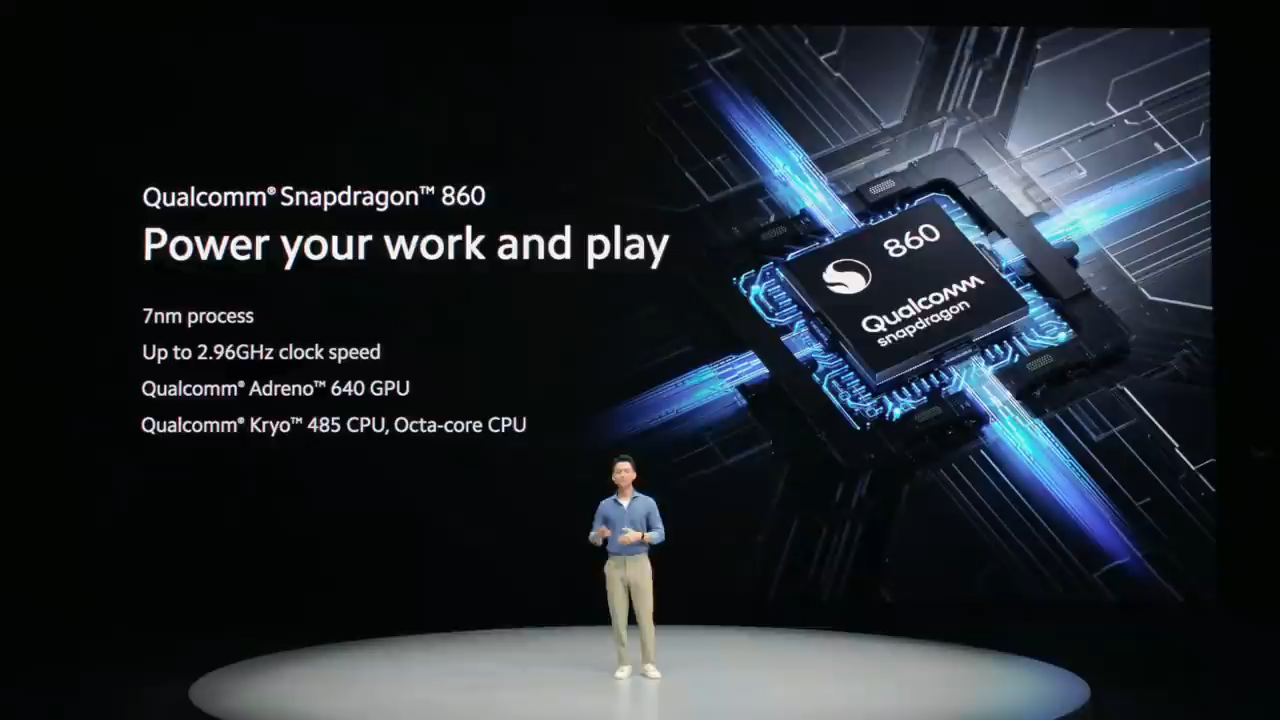 Qualcomm® Snapdragon™ 860
Power your work and play
7nm process
Up to 2.96GHz clock speed
Qualcomm® Adreno™ 640 GPU
Qualcomm® Kryo™ 485 CPU, Octa-core CPU
860
Qualcomm
snapdragon